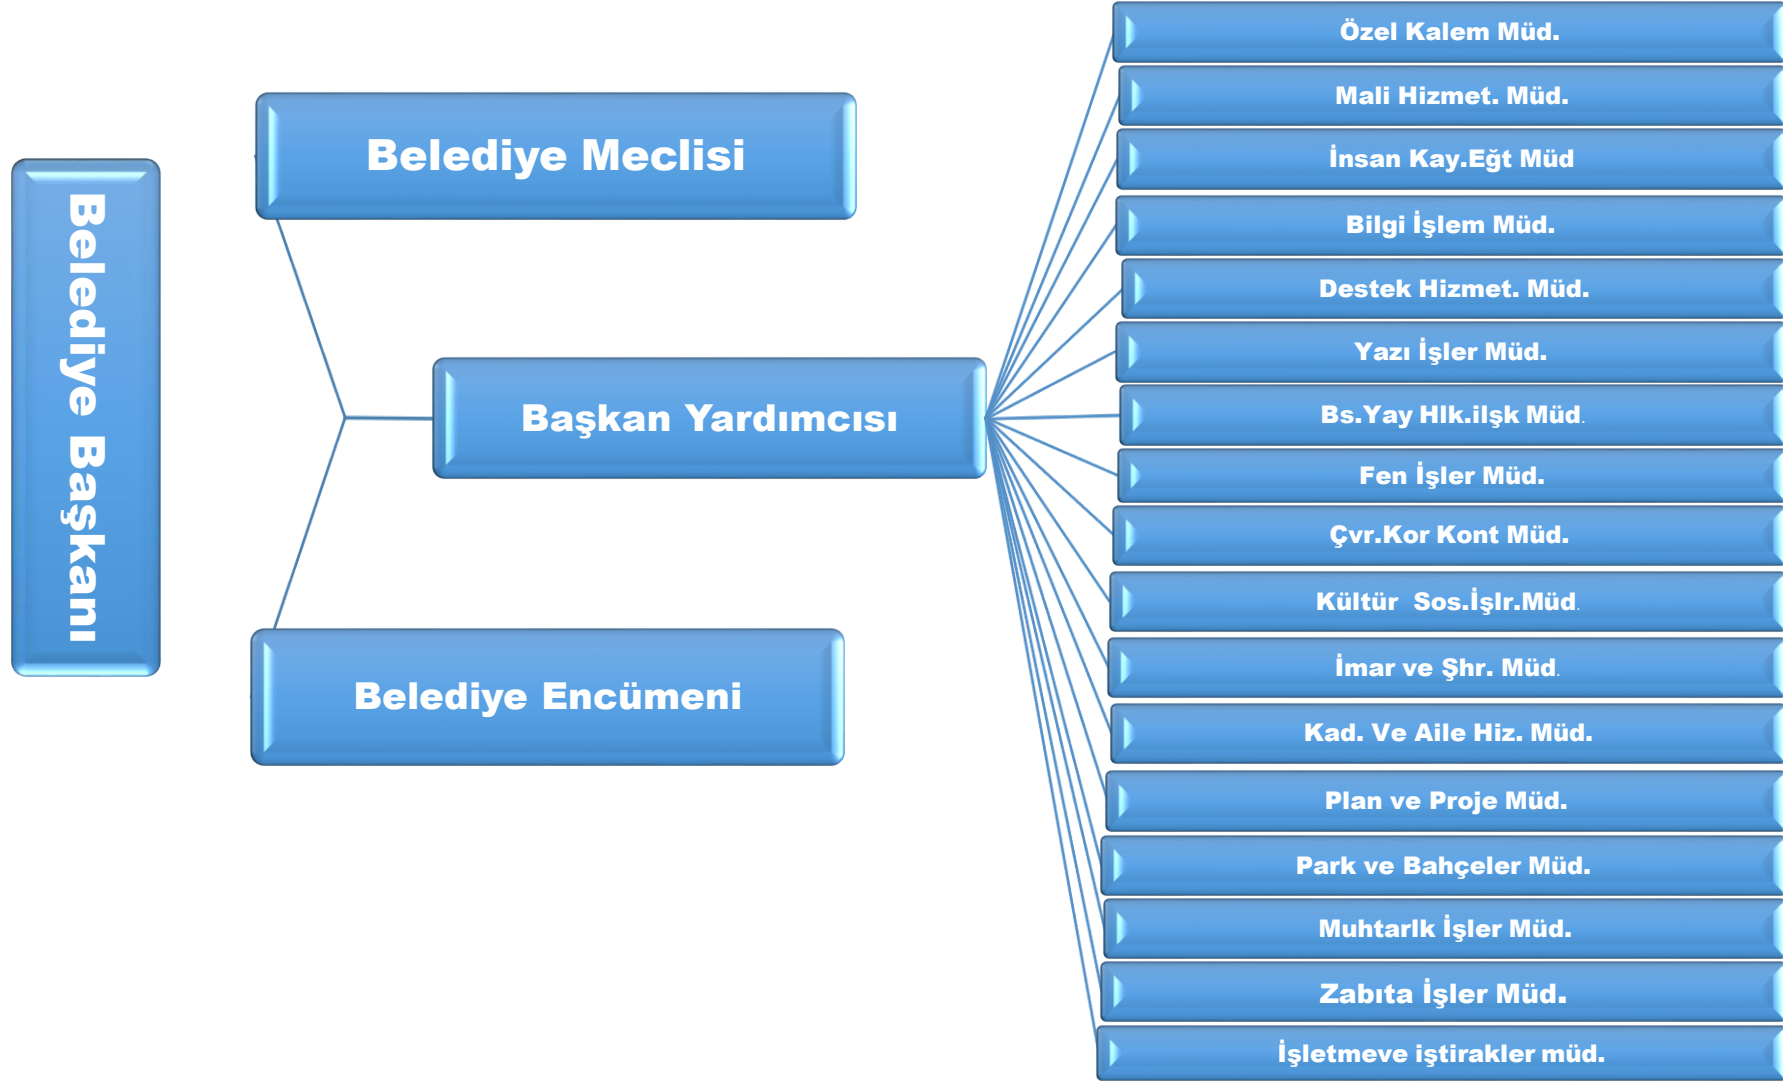 Belediye Başkanı
Belediye Meclisi
Başkan Yardımcısı
Belediye Encümeni
Özel Kalem Müd.
Mali Hizmet. Müd.
İnsan Kay.Eğt Müd
Bilgi İşlem Müd.
Destek Hizmet. Müd.
Yazı İşler Müd.
Bs.Yay Hlk.ilşk Müd.
Fen İşler Müd.
Çvr.Kor Kont Müd.
Kültür Sos.İşlr.Müd.
İmar ve Şhr. Müd.
Kad. Ve Aile Hiz. Müd.
Plan ve Proje Müd.
Park ve Bahçeler Müd.
Muhtarlk İşler Müd.
Zabıta İşler Müd.
İşletmeve iştirakler müd.